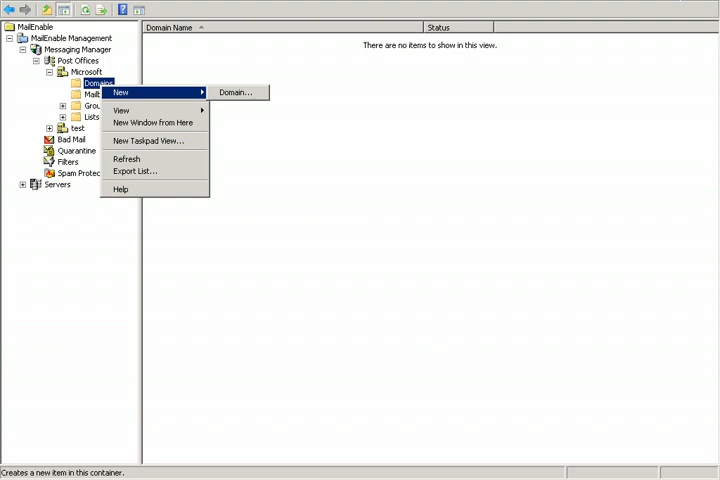 MailEnable
MailEnable Management
Messaging Manager
Post Offices
Microsoft
Domains
Mailb
Grou
Lists
test
Bad Mail
Quarantine
Filters
Spam Protec
Servers
New
Domain...
View
New Window from Here
New Taskpad View...
Refresh
Export List...
Help
Domain Name
Status
There are no items to show in this view.
Creates a new item in this container.